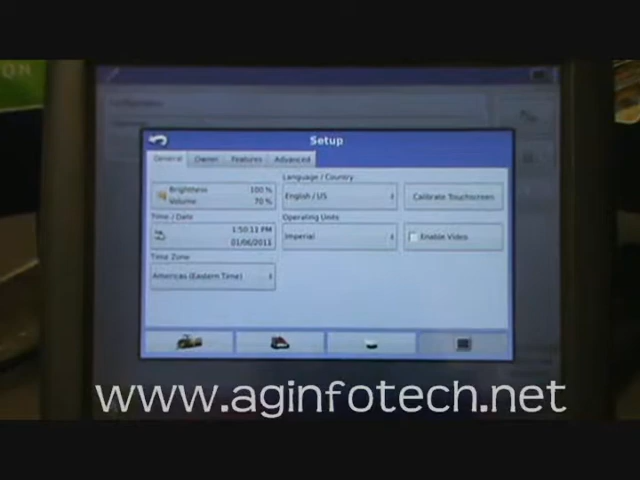 Setup
General Owner Features Advanced
Brightness 100 %
Volume 70 %
Language / Country
English / US
Calibrate Touchscreen
Time / Date
1:50:11 PM
01/06/2011
Operating Units
Imperial
Enable Video
Time Zone
Americas (Eastern Time)
www.aginfotech.net